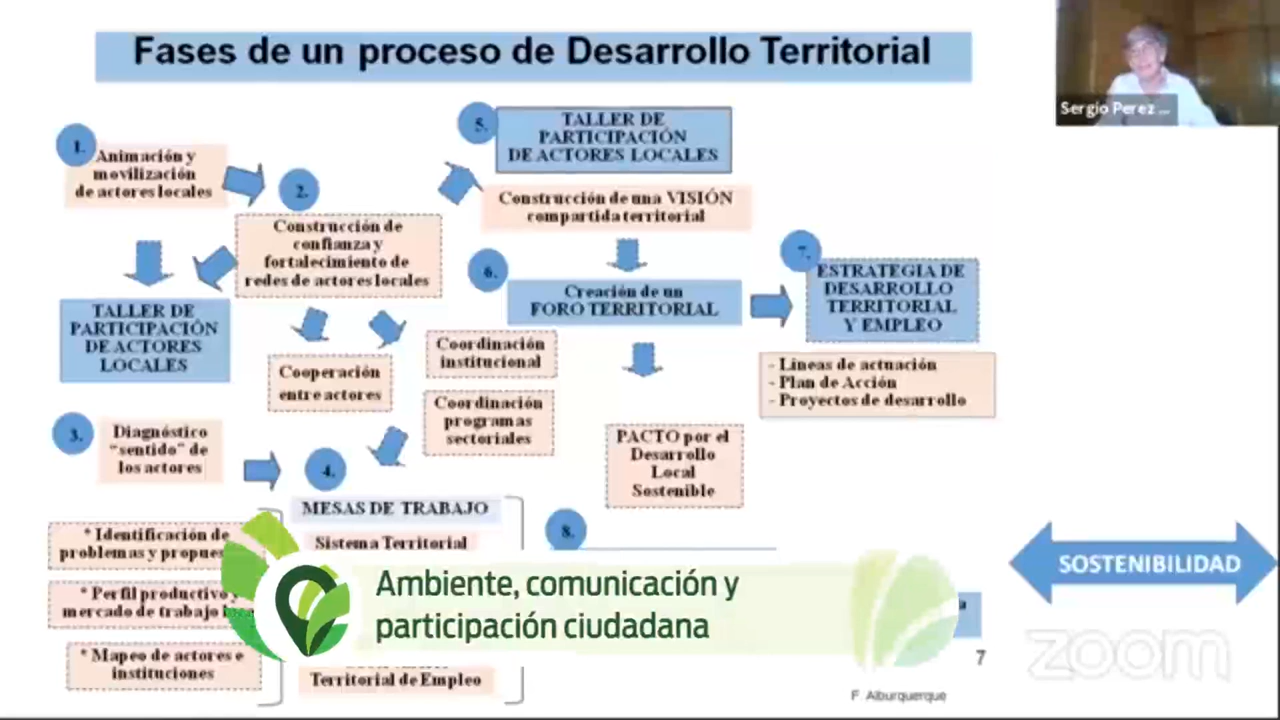 Fases de un proceso de Desarrollo Territorial
Sergio Perez ...
1.
Animación y
movilización
de actores locales
2.
Construcción de
confianza y
fortalecimiento de
redes de actores locales
TALLER DE
PARTICIPACIÓN
DE ACTORES
LOCALES
Cooperación
entre actores
Coordinación
institucional
Coordinación
programas
sectoriales
3.
Diagnóstico
“sentido” de
los actores
4.
MESAS DE TRABAJO
Sistema Territorial
Territorial de Empleo
* Identificación de
problemas y
* Perfil productivo
mercado de trabajo
* Mapeo de actores e
instituciones
5.
TALLER DE
PARTICIPACIÓN
DE ACTORES LOCALES
Construcción de una VISIÓN
compartida territorial
6.
Creación de un
FORO TERRITORIAL
PACTO por el
Desarrollo
Local
Sostenible
7.
ESTRATEGIA DE
DESARROLLO
TERRITORIAL
Y EMPLEO
- Líneas de actuación
- Plan de Acción
- Proyectos de desarrollo
8.
Ambiente, comunicación y
participación ciudadana
SOSTENIBILIDAD
7
F. Alburquerque
zoom